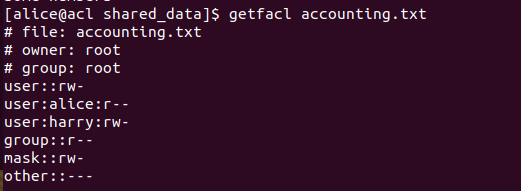 [alice@acl shared_data]$ getfacl accounting.txt
# file: accounting.txt
# owner: root
# group: root
user::rw-
user:alice:r--
user:harry:rw-
group::r--
mask::rw-
other::---